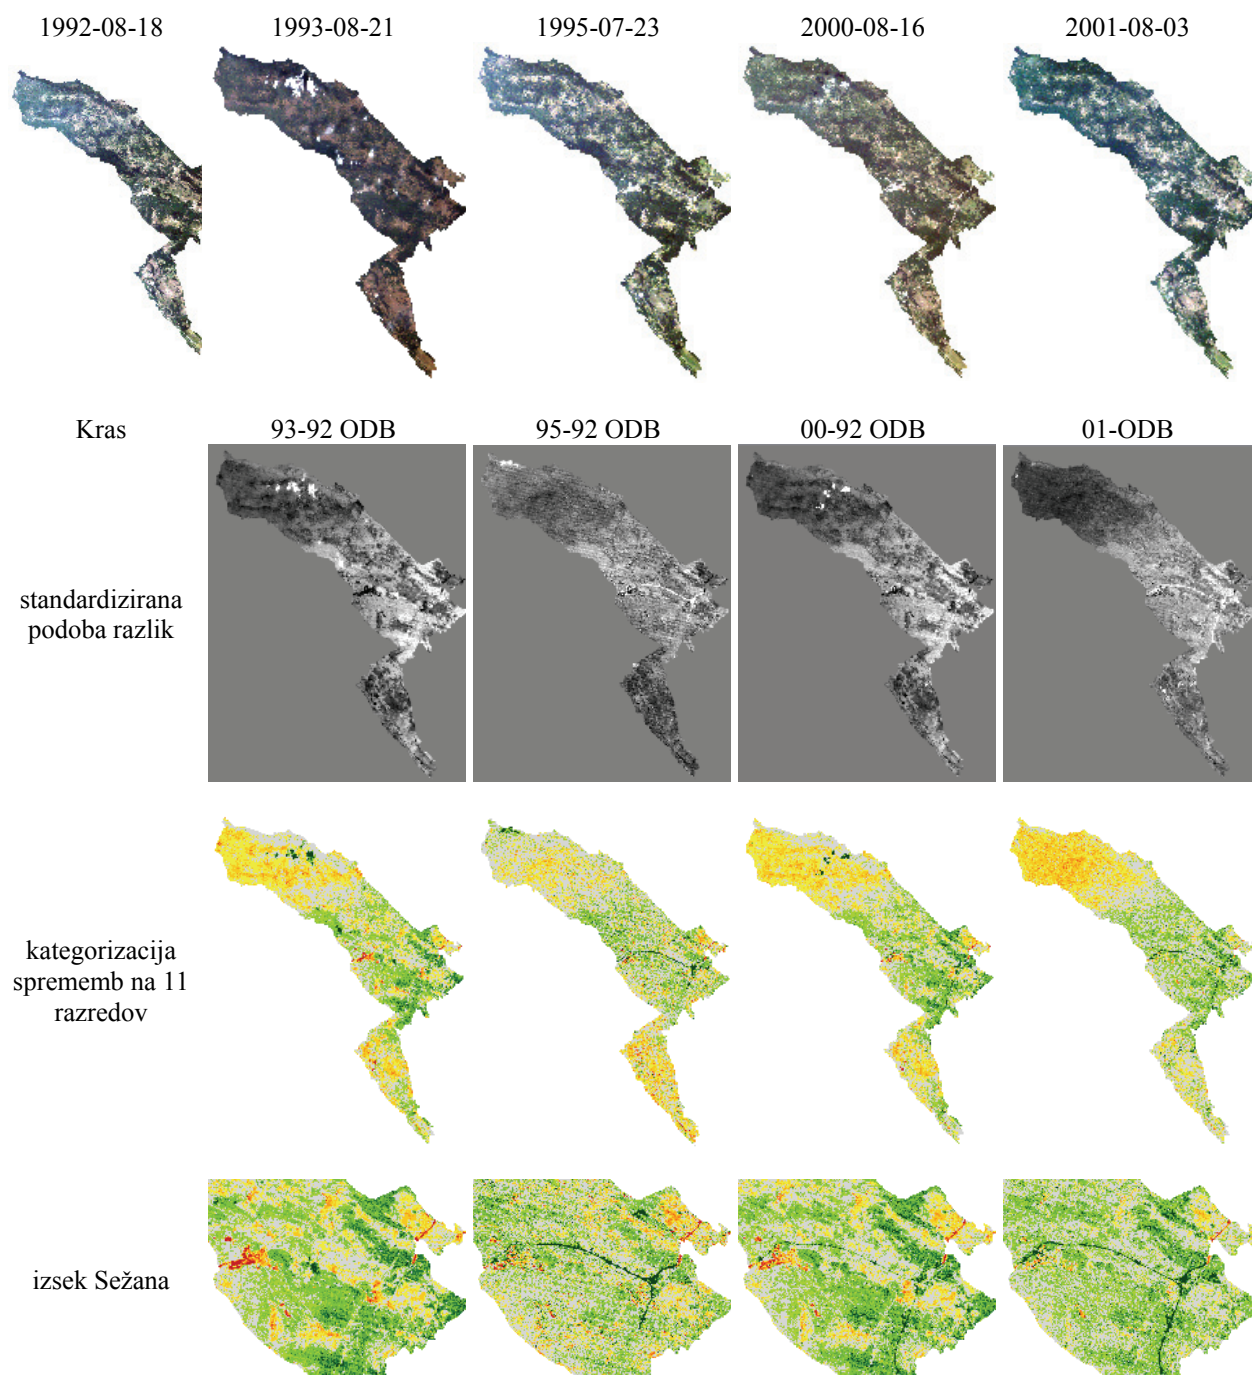 1992-08-18 1993-08-21 1995-07-23 2000-08-16 2001-08-03
Kras 93-92 ODB 95-92 ODB 00-92 ODB 01-ODB
standardizirana
podoba razlik
kategorizacija
sprememb na 11
razredov
izsek Sežana